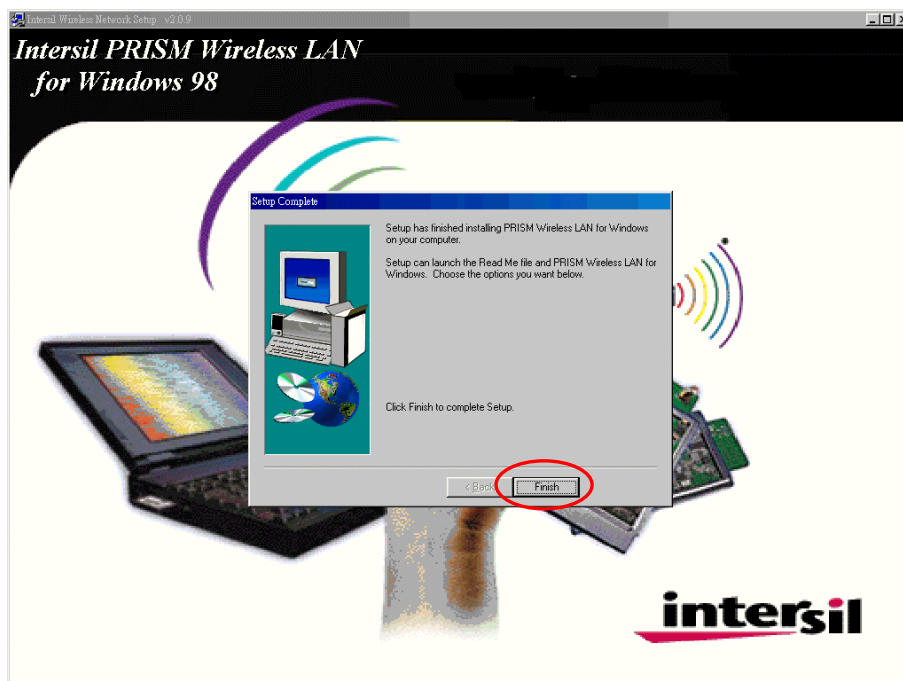 Intersil Wireless Network Setup v2.0.9
Intersil PRISM Wireless LAN
for Windows 98
Setup Complete
Setup has finished installing PRISM Wireless LAN for Windows
on your computer.
Setup can launch the Read Me file and PRISM Wireless LAN for
Windows. Choose the options you want below.
Click Finish to complete Setup.
< Back
Finish
intersil